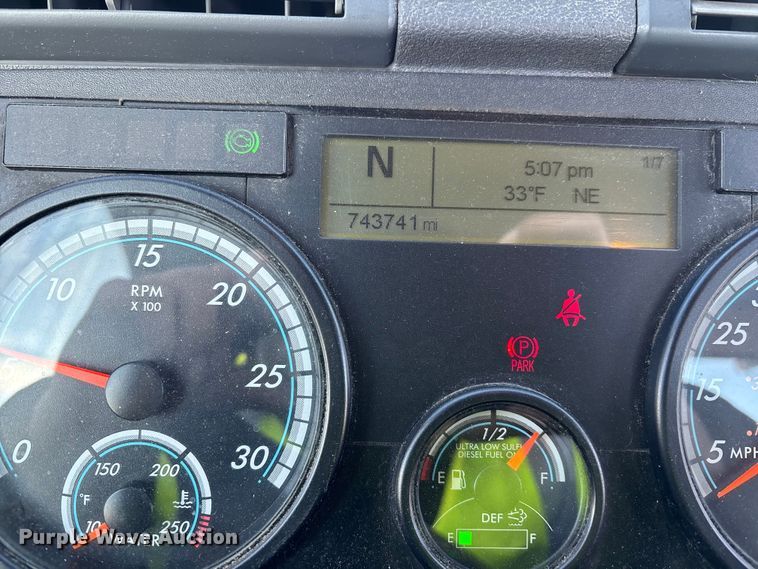 N
5:07 pm
1/7
33°F NE
743741 mi
15
10
20
RPM
X 100
25
0
30
150
200
°F
250
WATER
PARK
P
1/2
ULTRA LOW SULFUR
DIESEL FUEL ONLY
E
F
DEF
E
F
25
15
5
MPH
Purple Wave Auction